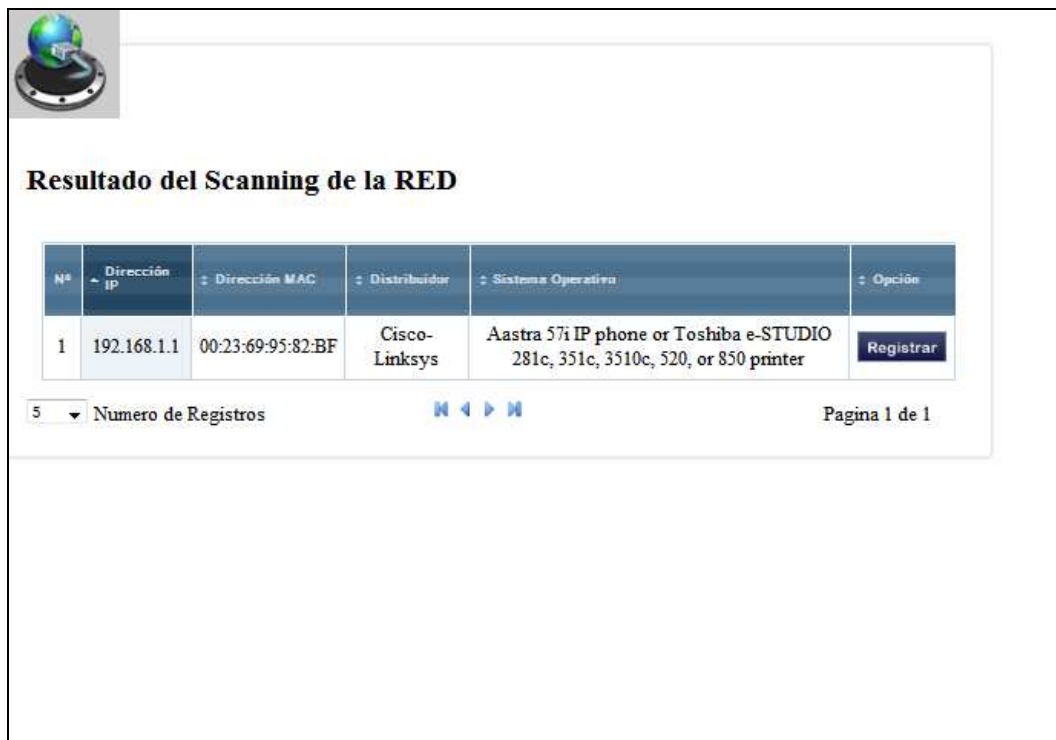 Resultado del Scanning de la RED
Nº Dirección IP Dirección MAC Distribuidor Sistema Operativo Opción
1 192.168.1.1 00:23:69:95:82:BF Cisco-
Linksys Aastra 57i IP phone or Toshiba e-STUDIO
281c, 351c, 3510c, 520, or 850 printer Registrar
5 Numero de Registros Pagina 1 de 1